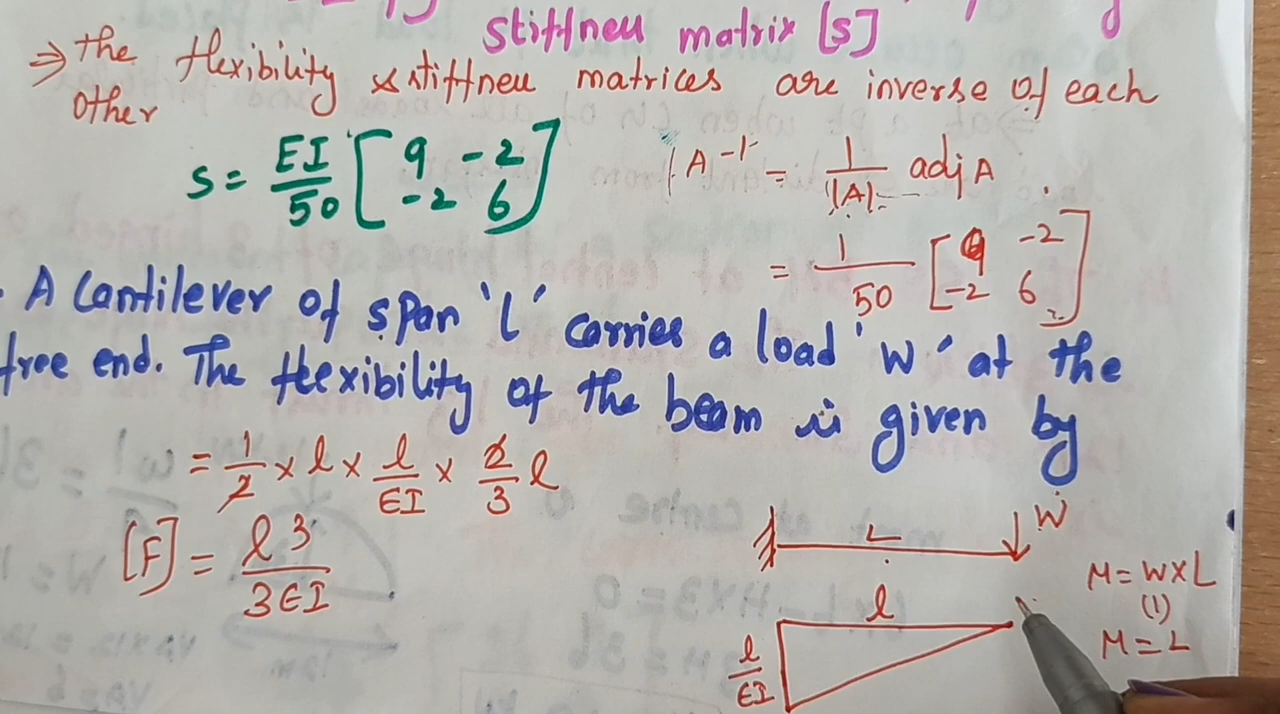 stiffness matrix [S]
⇒ the flexibility & stiffness matrices are inverse of each
other
S = EI/50 [9 -2
-2 6]
A^-1 = 1/|A| adj A
= 1/50 [9 -2
-2 6]
A Cantilever of span 'l' carries a load 'w' at the
free end. The flexibility of the beam is given by
= 1/2 × l × l/EI × 2/3 l
[F] = l3/3EI
W
L
M = W×L
(1)
M = L
l
l/EI